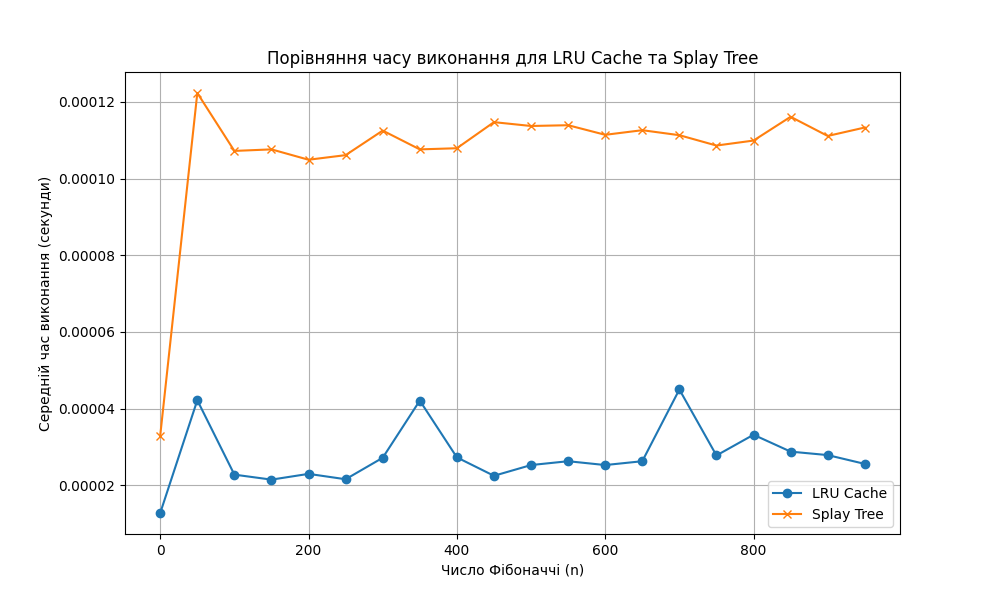 Порівняння часу виконання для LRU Cache та Splay Tree
Середній час виконання (секунди)
0.00012
0.00010
0.00008
0.00006
0.00004
0.00002
0 200 400 600 800
Число Фібоначчі (n)
LRU Cache
Splay Tree